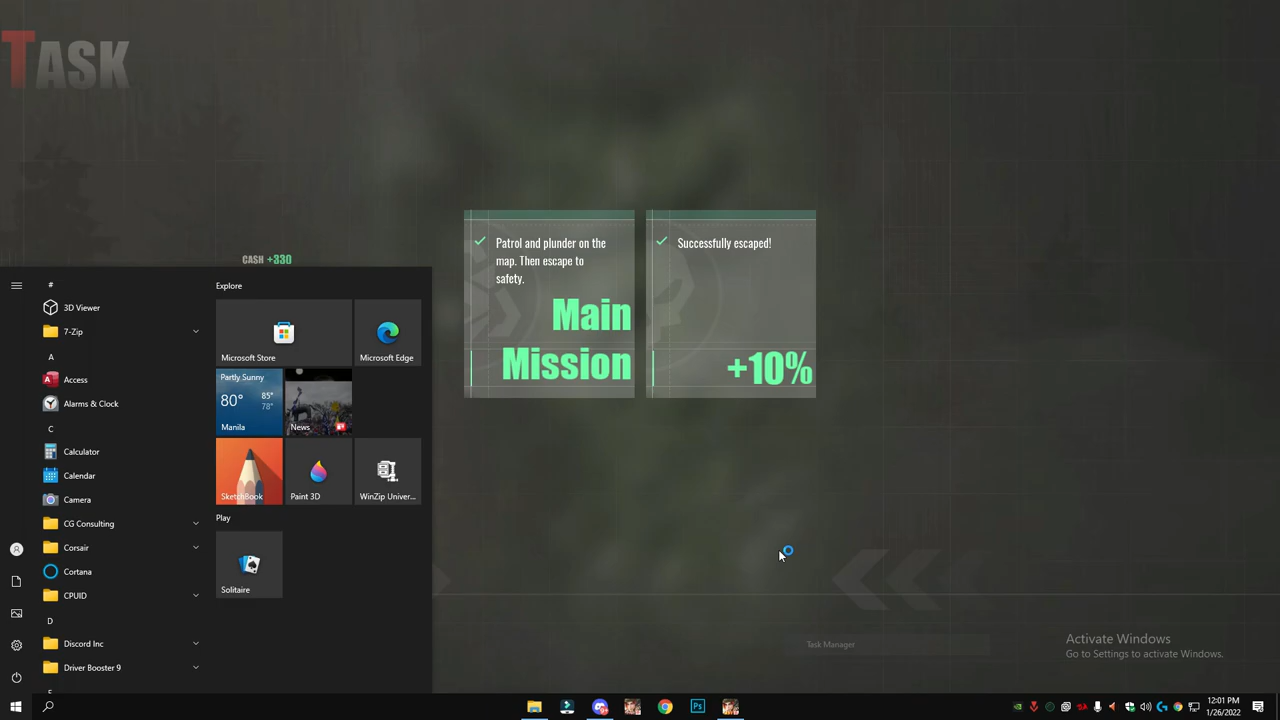 TASK
CASH +330
Patrol and plunder on the
map. Then escape to
safety.
Main
Mission
Successfully escaped!
+10%
#
3D Viewer
7-Zip
A
Access
Alarms & Clock
C
Calculator
Calendar
Camera
CG Consulting
Corsair
Cortana
CPUID
D
Discord Inc
Driver Booster 9
Explore
Microsoft Store
Microsoft Edge
Partly Sunny
80°
85°
78°
Manila
News
SketchBook
Paint 3D
WinZip Univer...
Play
Solitaire
Task Manager
Activate Windows
Go to Settings to activate Windows.
Ps
12:01 PM
1/26/2022